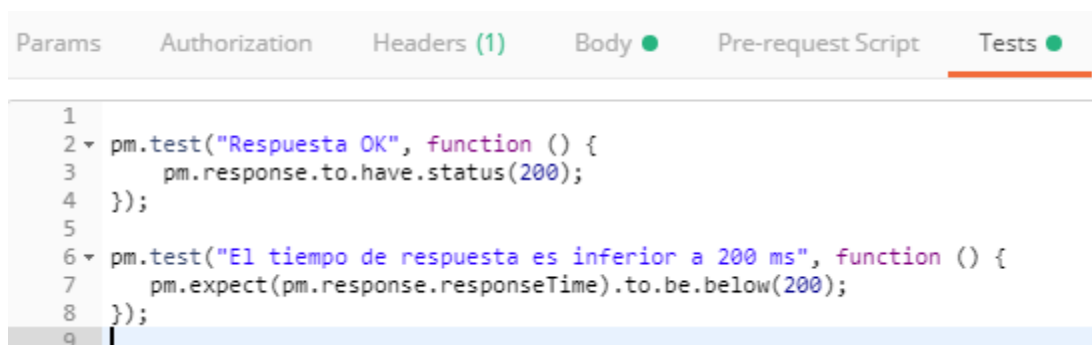 Params Authorization Headers (1) Body Pre-request Script Tests
1
2 pm.test("Respuesta OK", function () {
3 pm.response.to.have.status(200);
4 });
5
6 pm.test("El tiempo de respuesta es inferior a 200 ms", function () {
7 pm.expect(pm.response.responseTime).to.be.below(200);
8 });
9